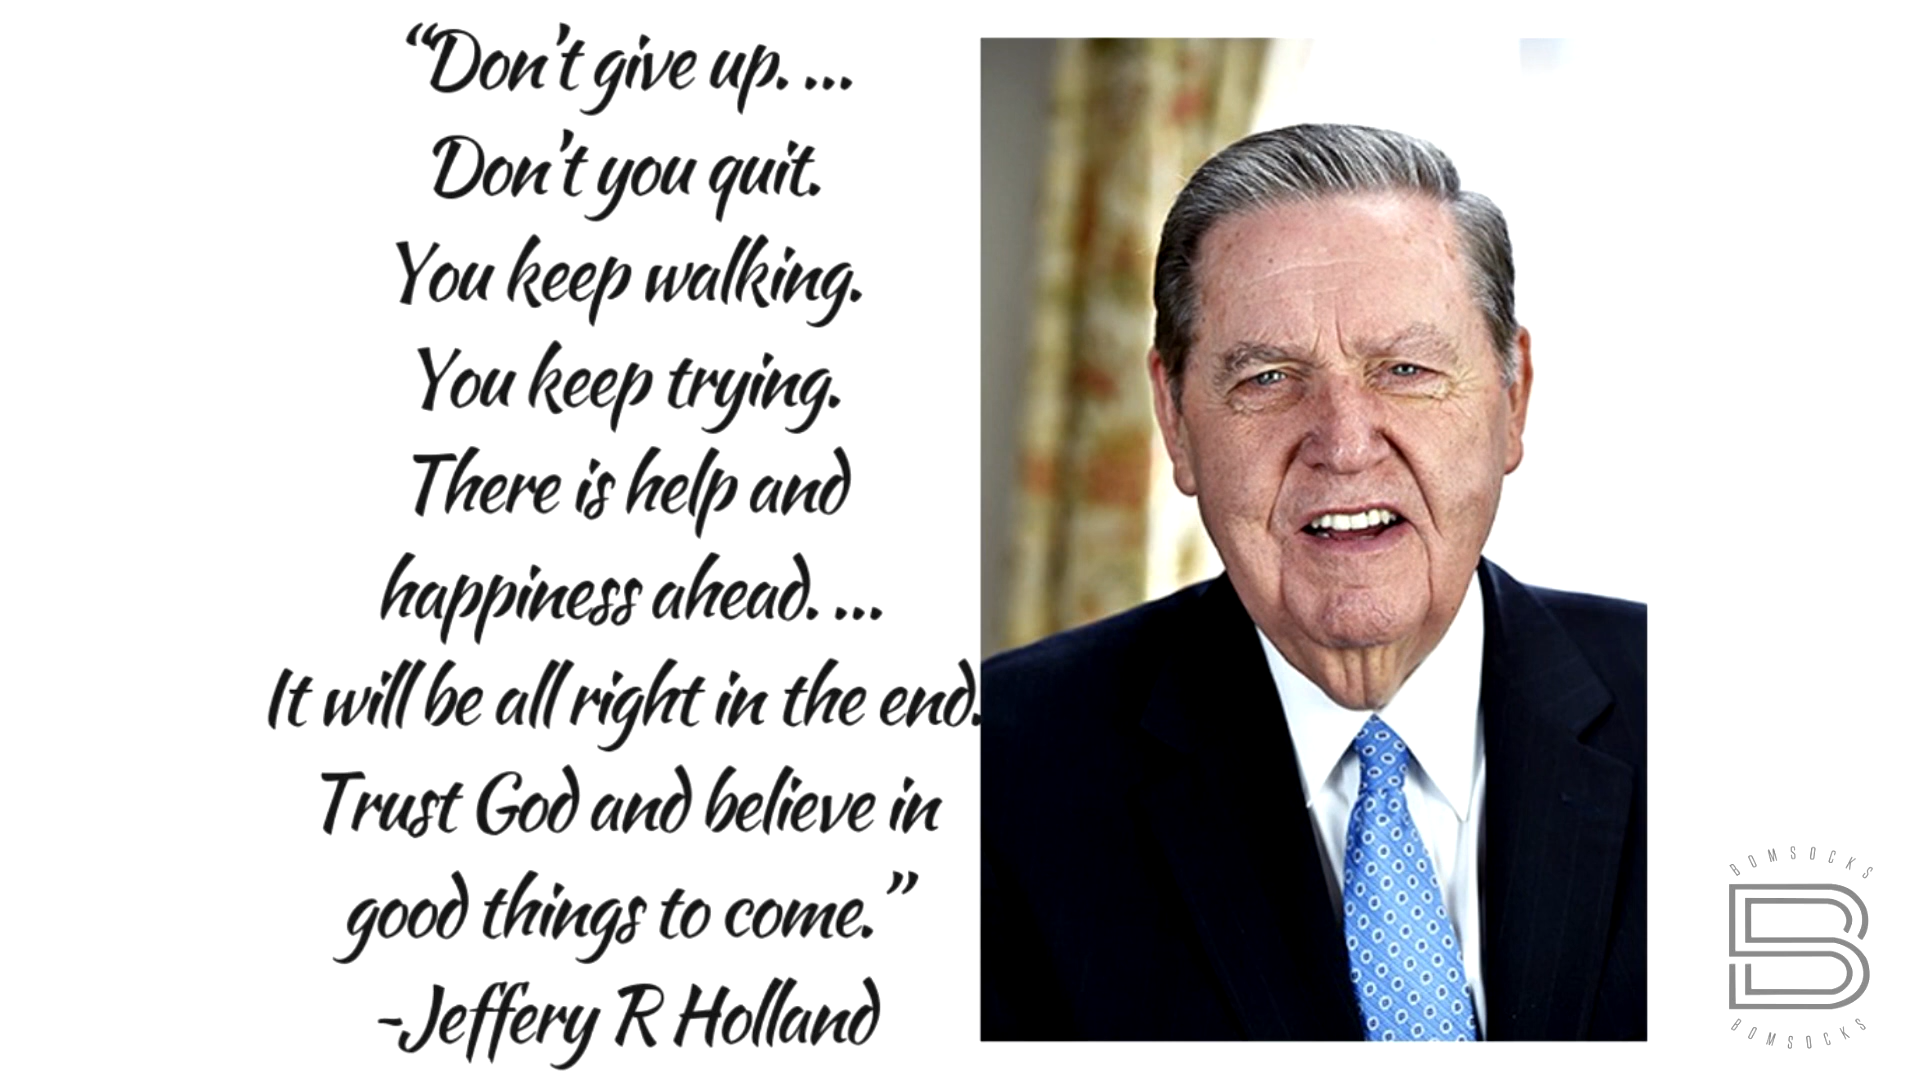 “Don't give up. ...
Don't you quit.
You keep walking.
You keep trying.
There is help and
happiness ahead. ...
It will be all right in the end.
Trust God and believe in
good things to come.”
-Jeffery R Holland
BOMSOCKS
B
BOMSOCKS